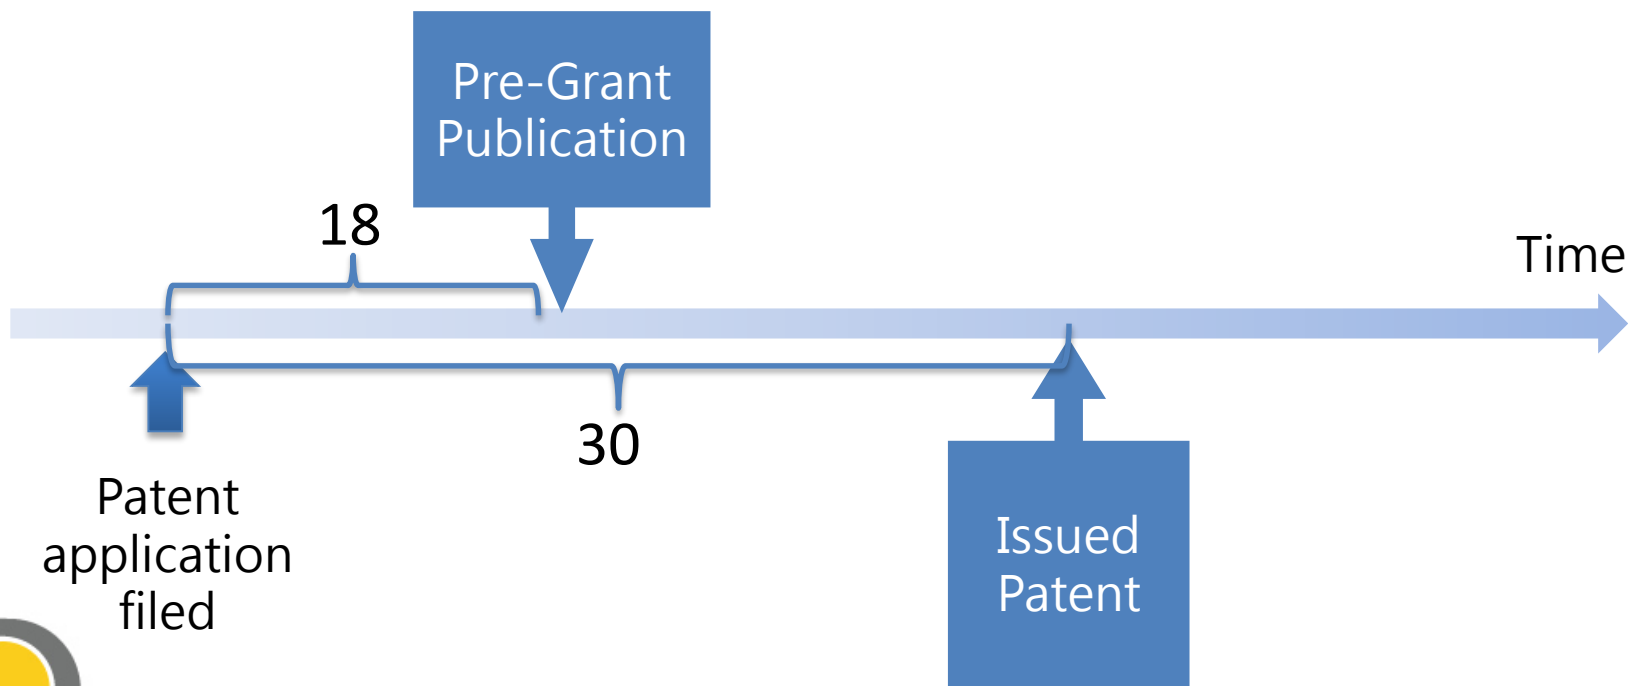 Pre-Grant
Publication
18
Time
30
Patent
application
filed
Issued
Patent